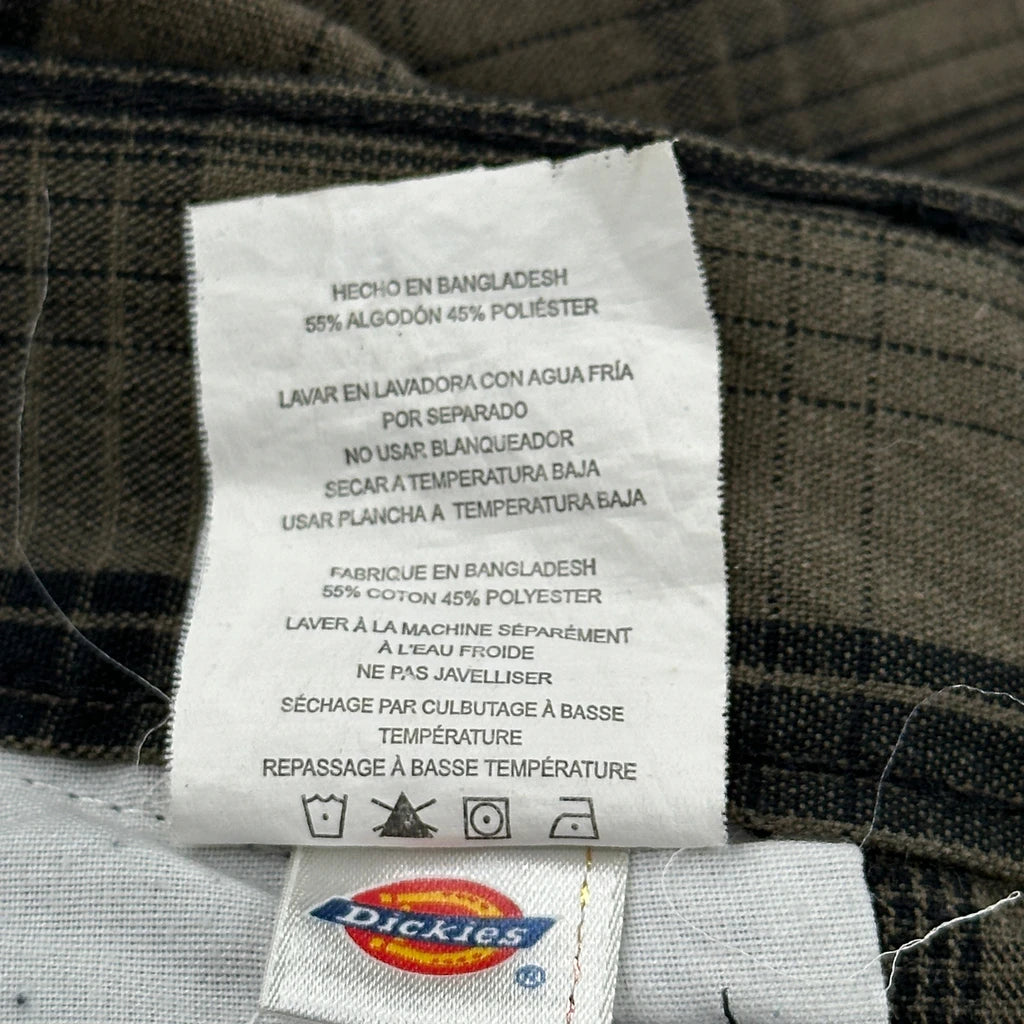 HECHO EN BANGLADESH
55% ALGODÓN 45% POLIÉSTER
LAVAR EN LAVADORA CON AGUA FRÍA
POR SEPARADO
NO USAR BLANQUEADOR
SECAR A TEMPERATURA BAJA
USAR PLANCHA A TEMPERATURA BAJA
FABRIQUE EN BANGLADESH
55% COTON 45% POLYESTER
LAVER À LA MACHINE SÉPARÉMENT
À L'EAU FROIDE
NE PAS JAVELLISER
SÉCHAGE PAR CULBUTAGE À BASSE
TEMPÉRATURE
REPASSAGE À BASSE TEMPÉRATURE
Dickies ®